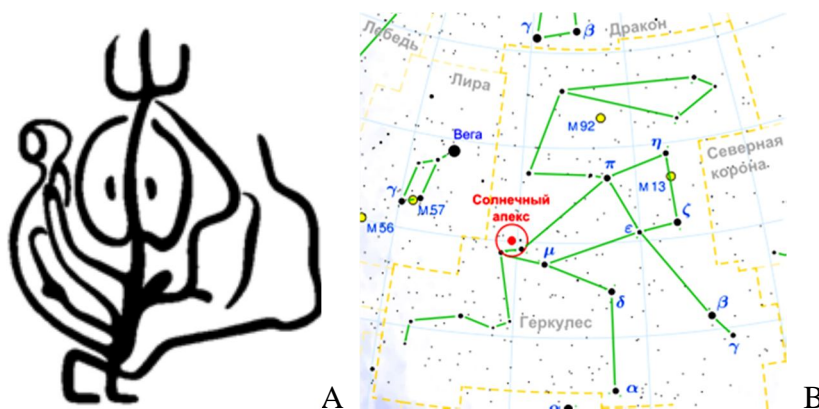 γ β Дракон
Лебедь
Лира
М 92
Вега
η
Северная
корона
π
М 13
γ
М 57
Солнечный
апекс
М 56
ζ
ε
μ
δ
β
Геркулес
γ
α
α
А
В